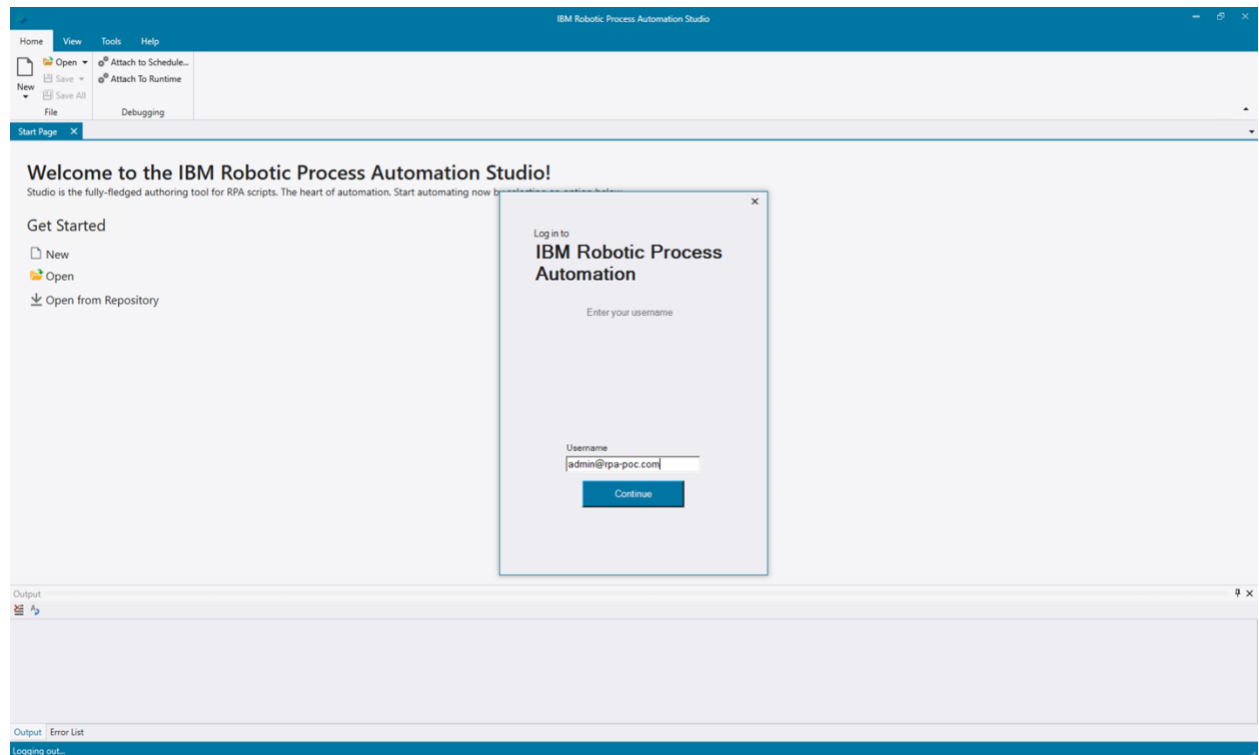 IBM Robotic Process Automation Studio
Home View Tools Help
New
Open
Save
Save All
File
Attach to Schedule...
Attach To Runtime
Debugging
Start Page
Welcome to the IBM Robotic Process Automation Studio!
Studio is the fully-fledged authoring tool for RPA scripts. The heart of automation. Start automating now
Get Started
New
Open
Open from Repository
Log in to
IBM Robotic Process
Automation
Enter your username
Username
admin@rpa-poc.com
Continue
Output
Output Error List
Logging out...